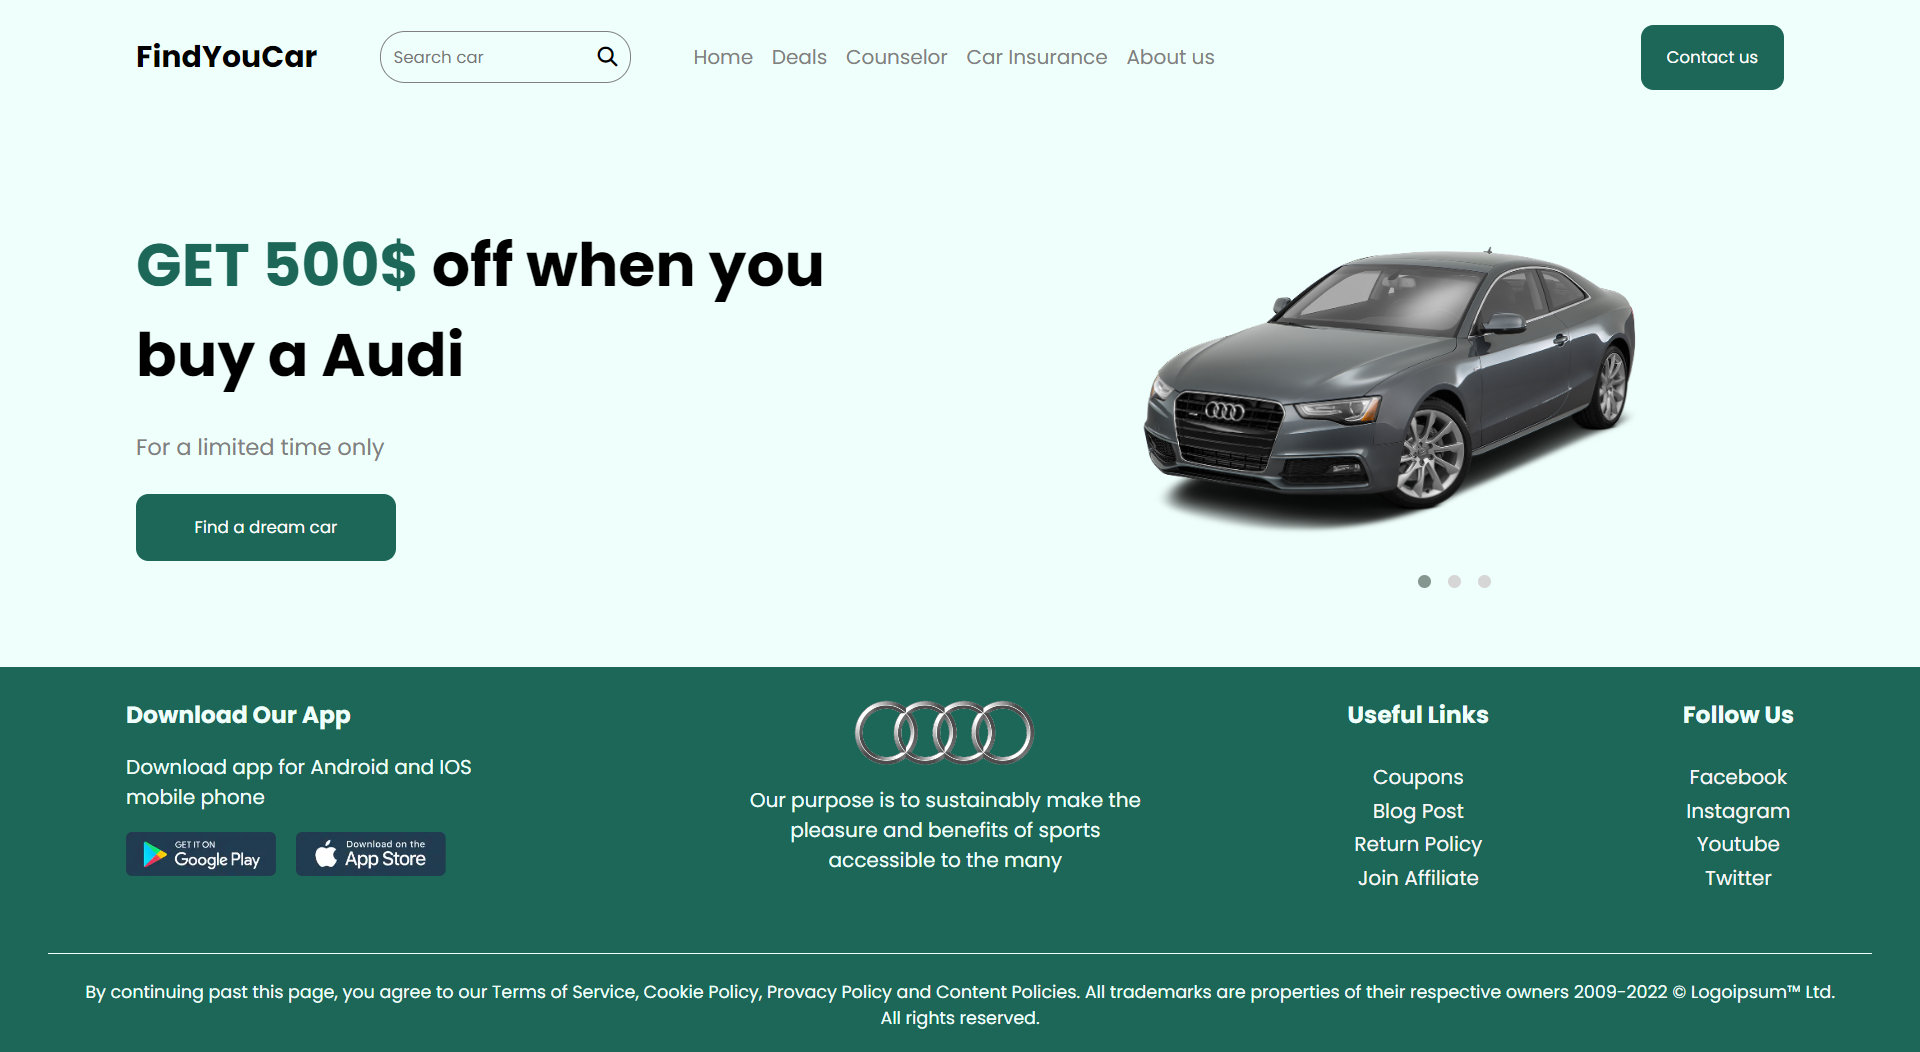 FindYouCar
Search car
Home Deals Counselor Car Insurance About us
Contact us
GET 500$ off when you
buy a Audi
For a limited time only
Find a dream car
Download Our App
Download app for Android and IOS
mobile phone
GET IT ON
Google Play
Download on the
App Store
Our purpose is to sustainably make the
pleasure and benefits of sports
accessible to the many
Useful Links
Coupons
Blog Post
Return Policy
Join Affiliate
Follow Us
Facebook
Instagram
Youtube
Twitter
By continuing past this page, you agree to our Terms of Service, Cookie Policy, Provacy Policy and Content Policies. All trademarks are properties of their respective owners 2009-2022 © Logoipsum™ Ltd.
All rights reserved.